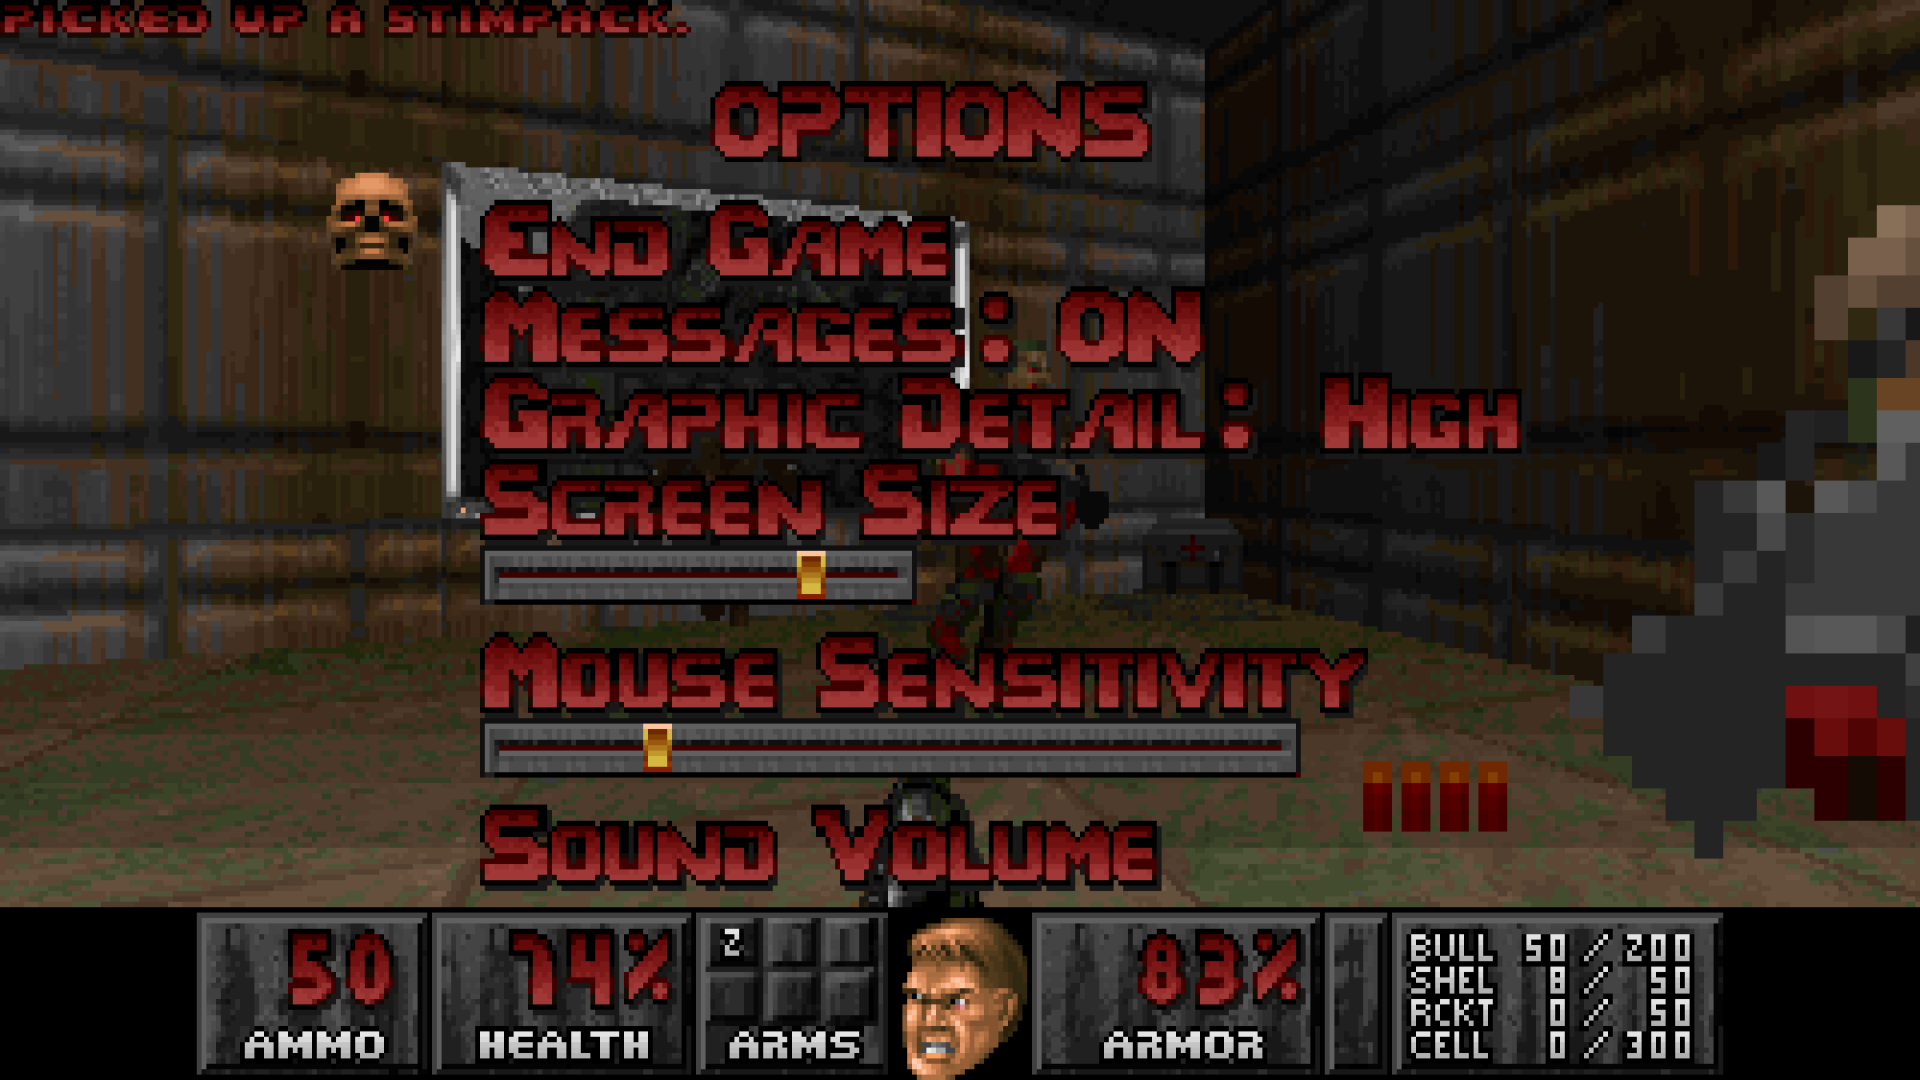 PICKED UP A STIMPACK.
OPTIONS
END GAME
MESSAGES: ON
GRAPHIC DETAIL: HIGH
SCREEN SIZE
MOUSE SENSITIVITY
SOUND VOLUME
50 74% 2 83%
AMMO HEALTH ARMS ARMOR
BULL 50 / 200
SHEL 8 / 50
RCKT 0 / 50
CELL 0 / 300